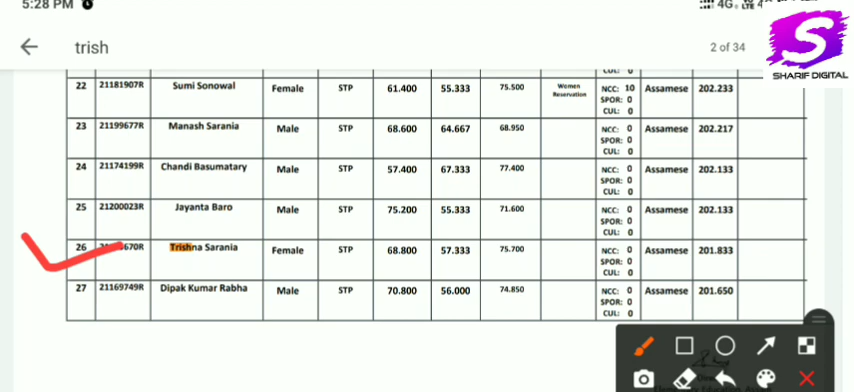 5:28 PM
4G
LTE
4
trish
2 of 34
SHARIF DIGITAL
CUL: 0
22 21181907R Sumi Sonowal Female STP 61.400 55.333 75.500 Women Reservation NCC: 10 Assamese 202.233
SPOR: 0
CUL: 0
23 21199677R Manash Sarania Male STP 68.600 64.667 68.950 NCC: 0 Assamese 202.217
SPOR: 0
CUL: 0
24 21174199R Chandi Basumatary Male STP 57.400 67.333 77.400 NCC: 0 Assamese 202.133
SPOR: 0
CUL: 0
25 21200023R Jayanta Baro Male STP 75.200 55.333 71.600 NCC: 0 Assamese 202.133
SPOR: 0
CUL: 0
26 Trishna Sarania Female STP 68.800 57.333 75.700 NCC: 0 Assamese 201.833
SPOR: 0
CUL: 0
27 21169749R Dipak Kumar Rabha Male STP 70.800 56.000 74.850 NCC: 0 Assamese 201.650
SPOR: 0
CUL: 0